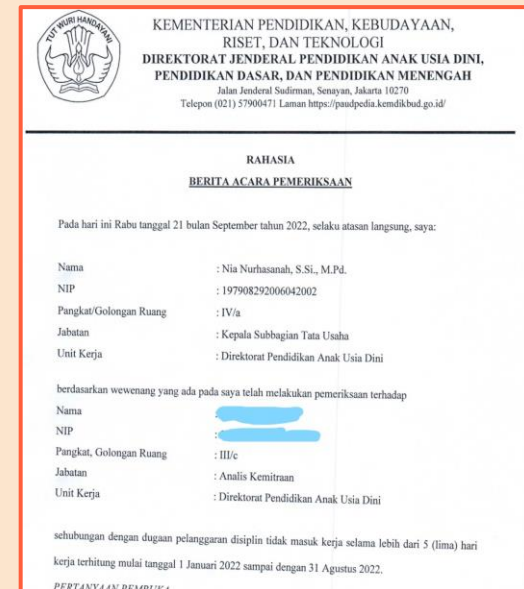 TUT WURI HANDAYANI
KEMENTERIAN PENDIDIKAN, KEBUDAYAAN,
RISET, DAN TEKNOLOGI
DIREKTORAT JENDERAL PENDIDIKAN ANAK USIA DINI,
PENDIDIKAN DASAR, DAN PENDIDIKAN MENENGAH
Jalan Jenderal Sudirman, Senayan, Jakarta 10270
Telepon (021) 57900471 Laman https://paudpedia.kemdikbud.go.id/
RAHASIA
BERITA ACARA PEMERIKSAAN
Pada hari ini Rabu tanggal 21 bulan September tahun 2022, selaku atasan langsung, saya:
Nama : Nia Nurhasanah, S.Si., M.Pd.
NIP : 197908292006042002
Pangkat/Golongan Ruang : IV/a
Jabatan : Kepala Subbagian Tata Usaha
Unit Kerja : Direktorat Pendidikan Anak Usia Dini
berdasarkan wewenang yang ada pada saya telah melakukan pemeriksaan terhadap
Nama :
NIP :
Pangkat, Golongan Ruang : III/c
Jabatan : Analis Kemitraan
Unit Kerja : Direktorat Pendidikan Anak Usia Dini
sehubungan dengan dugaan pelanggaran disiplin tidak masuk kerja selama lebih dari 5 (lima) hari
kerja terhitung mulai tanggal 1 Januari 2022 sampai dengan 31 Agustus 2022.
PERTANYAAN PEMBUKA